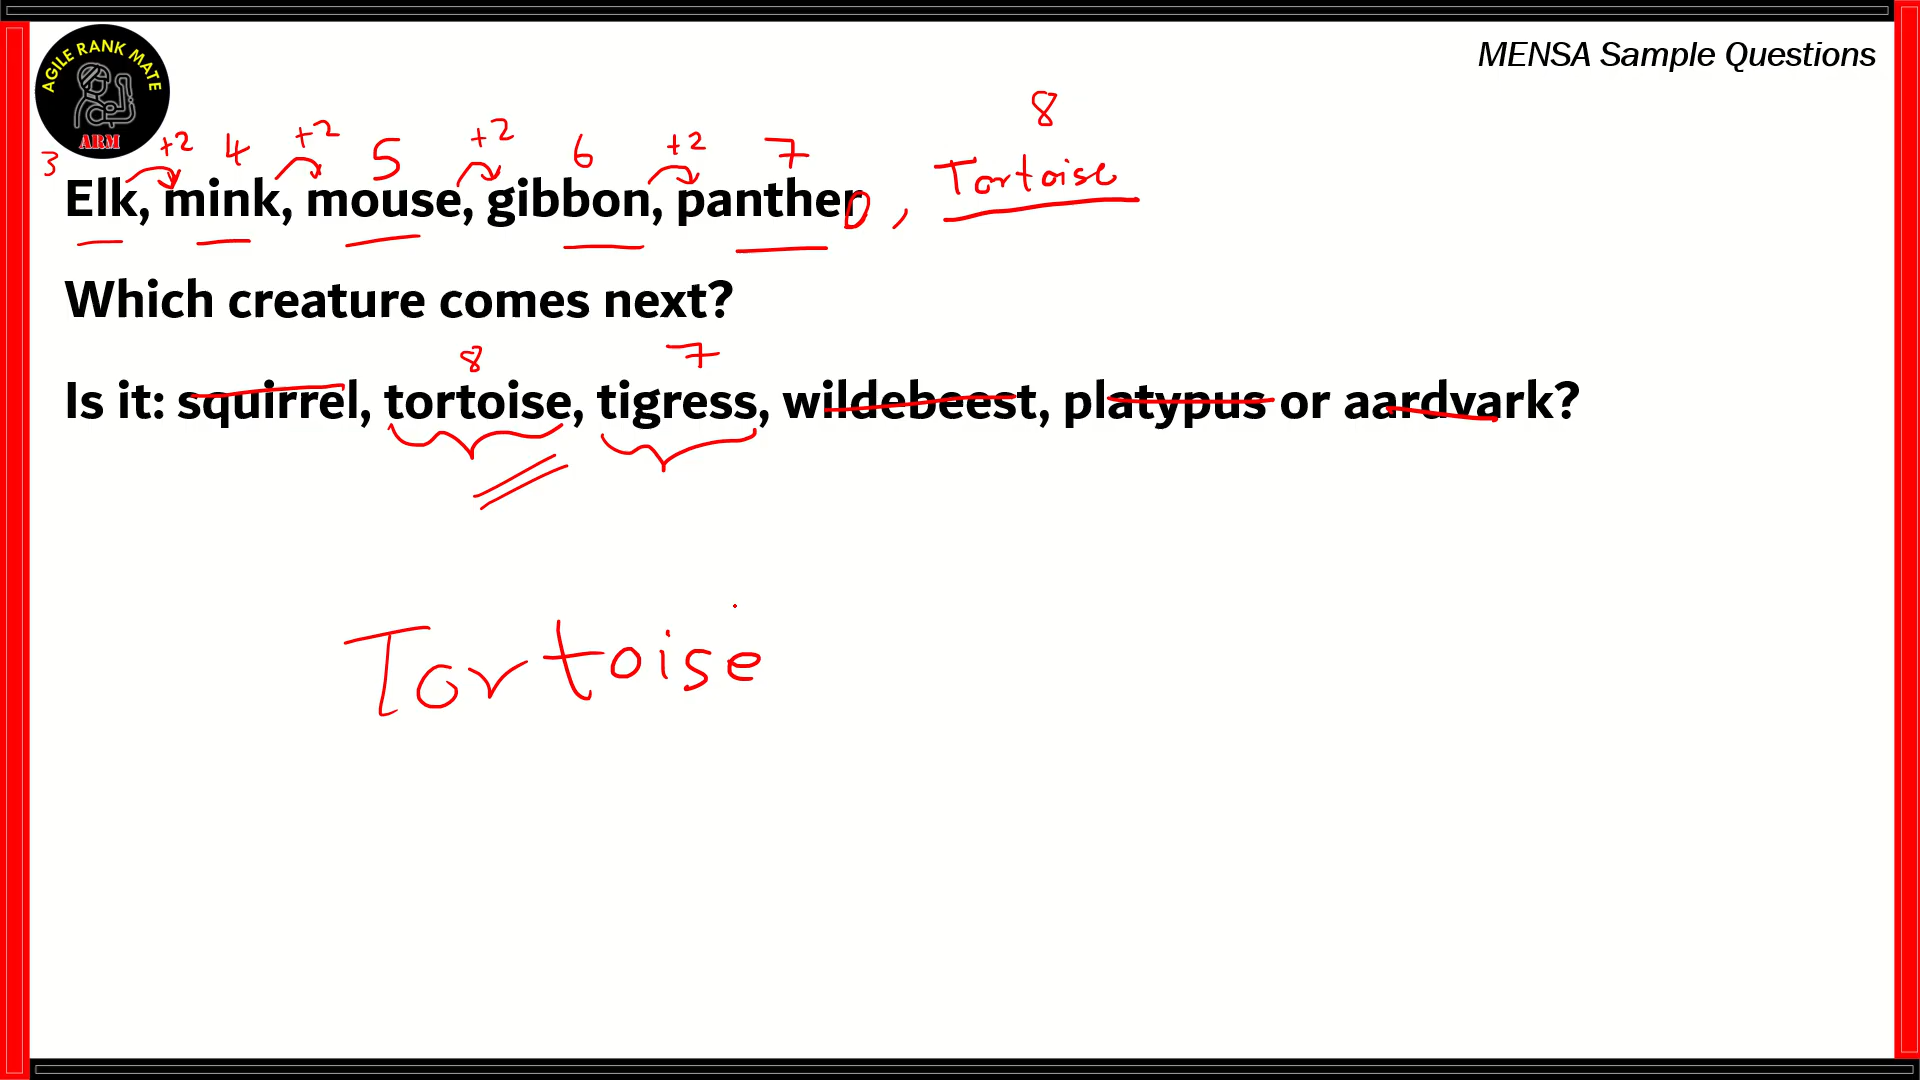 AGILE RANK MATE
ARM
MENSA Sample Questions
8
3 +2 4 +2 5 +2 6 +2 7
Elk, mink, mouse, gibbon, panther , Tortoise
Which creature comes next?
8 7
Is it: squirrel, tortoise, tigress, wildebeest, platypus or aardvark?
Tortoise